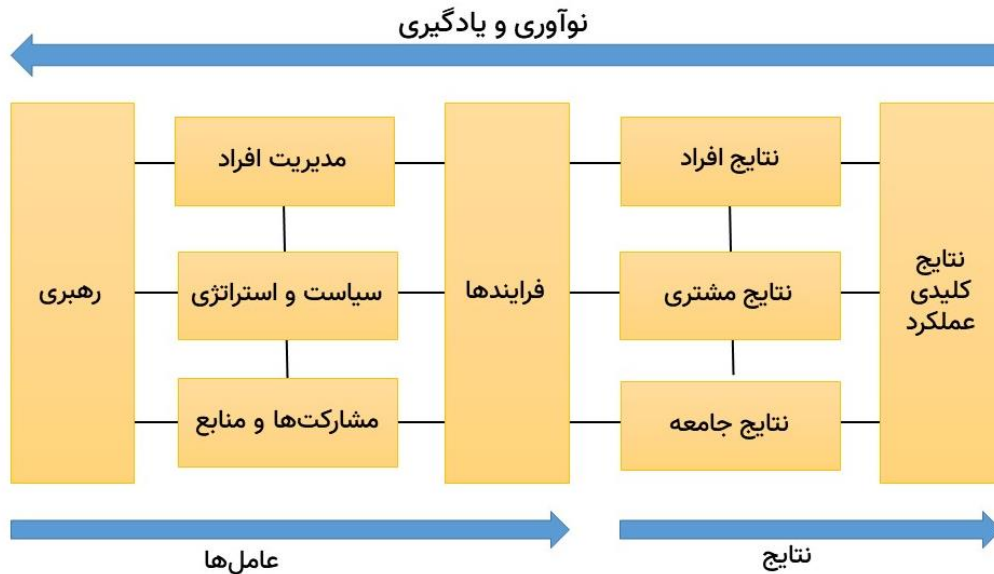 نوآوری و یادگیری
رهبری
مدیریت افراد
سیاست و استراتژی
مشارکت‌ها و منابع
فرایندها
نتایج افراد
نتایج مشتری
نتایج جامعه
نتایج
کلیدی
عملکرد
عامل‌ها
نتایج